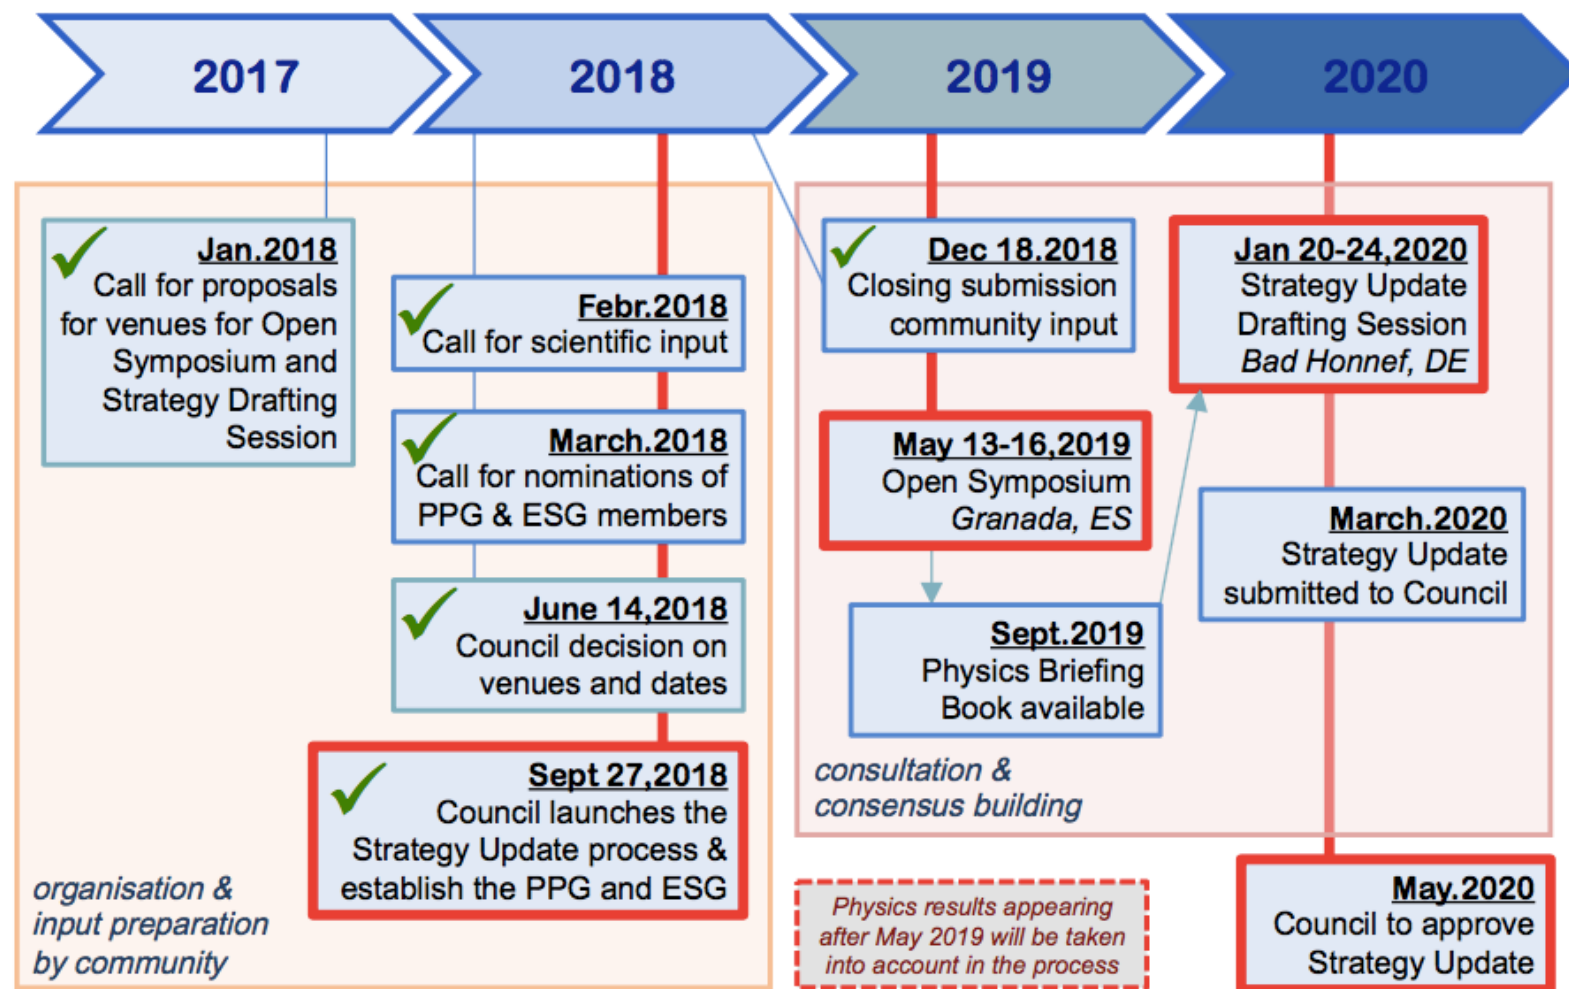 2017
2018
2019
2020
Jan.2018
Call for proposals
for venues for Open
Symposium and
Strategy Drafting
Session
Febr.2018
Call for scientific input
March.2018
Call for nominations of
PPG & ESG members
June 14,2018
Council decision on
venues and dates
Sept 27,2018
Council launches the
Strategy Update process &
establish the PPG and ESG
organisation &
input preparation
by community
Dec 18.2018
Closing submission
community input
May 13-16,2019
Open Symposium
Granada, ES
Sept.2019
Physics Briefing
Book available
consultation &
consensus building
Physics results appearing
after May 2019 will be taken
into account in the process
Jan 20-24,2020
Strategy Update
Drafting Session
Bad Honnef, DE
March.2020
Strategy Update
submitted to Council
May.2020
Council to approve
Strategy Update